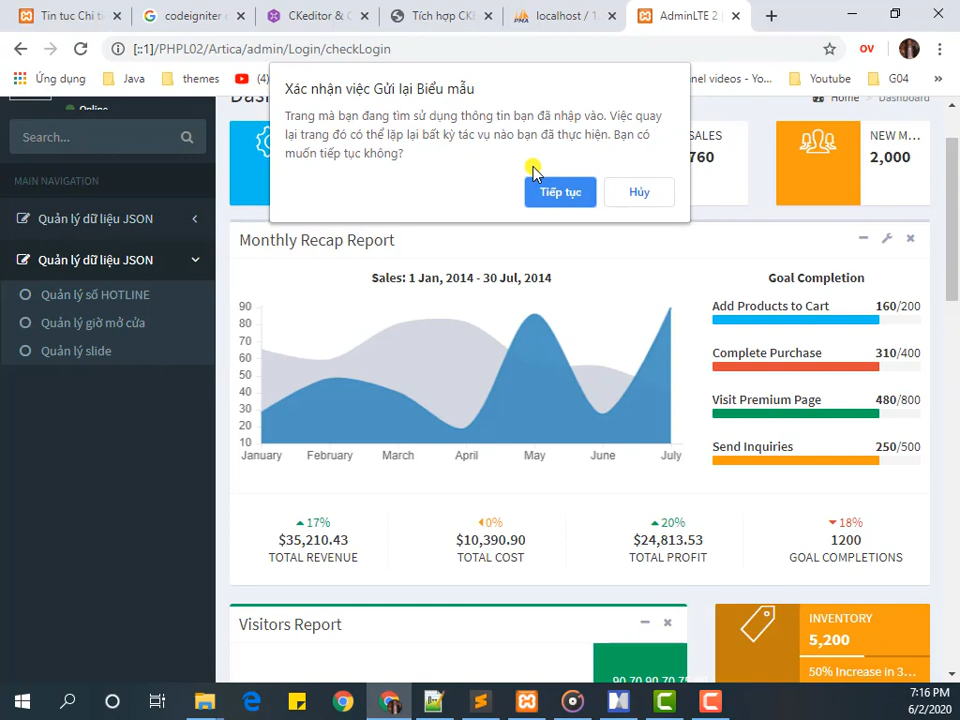 Tin tuc Chi ti
codeigniter
CKeditor & C
Tích hợp CK
localhost / 1
AdminLTE 2 |
[::1]/PHPL02/Artica/admin/Login/checkLogin
OV
Ứng dụng
Java
themes
(4)
nel videos - Yo...
Youtube
G04
»
Online
Home
Dashboard
Xác nhận việc Gửi lại Biểu mẫu
Trang mà bạn đang tìm sử dụng thông tin bạn đã nhập vào. Việc quay
lại trang đó có thể lặp lại bất kỳ tác vụ nào bạn đã thực hiện. Bạn có
muốn tiếp tục không?
Tiếp tục
Hủy
Search...
SALES
760
NEW M...
2,000
MAIN NAVIGATION
Quản lý dữ liệu JSON
Quản lý dữ liệu JSON
Quản lý số HOTLINE
Quản lý giờ mở cửa
Quản lý slide
Monthly Recap Report
Sales: 1 Jan, 2014 - 30 Jul, 2014
90
80
70
60
50
40
30
20
10
January
February
March
April
May
June
July
Goal Completion
Add Products to Cart 160/200
Complete Purchase 310/400
Visit Premium Page 480/800
Send Inquiries 250/500
17%
$35,210.43
TOTAL REVENUE
0%
$10,390.90
TOTAL COST
20%
$24,813.53
TOTAL PROFIT
18%
1200
GOAL COMPLETIONS
Visitors Report
INVENTORY
5,200
50% Increase in 3...
7:16 PM
6/2/2020